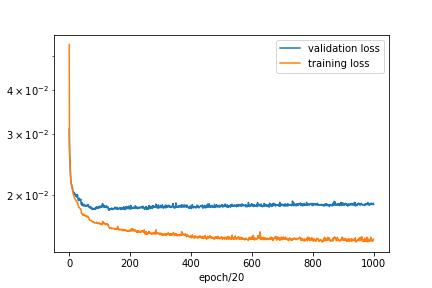 validation loss
training loss
4 × 10⁻²
3 × 10⁻²
2 × 10⁻²
0 200 400 600 800 1000
epoch/20